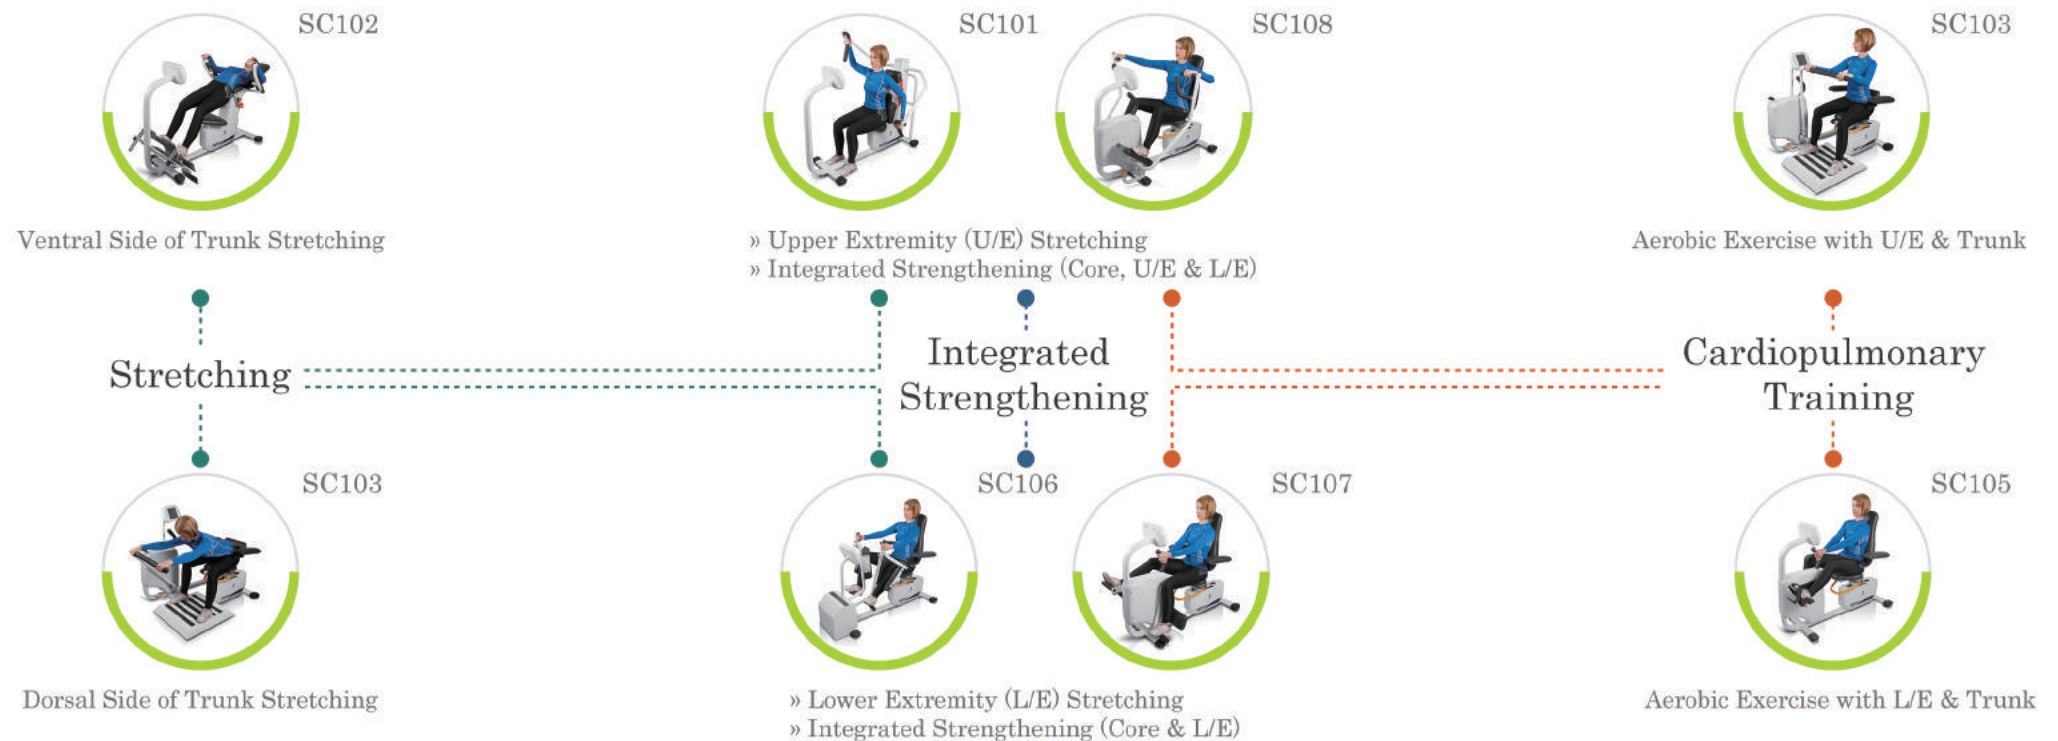 SC102
SC101
SC108
SC103
Ventral Side of Trunk Stretching
» Upper Extremity (U/E) Stretching
» Integrated Strengthening (Core, U/E & L/E)
Aerobic Exercise with U/E & Trunk
Stretching
Integrated
Strengthening
Cardiopulmonary
Training
SC103
SC106
SC107
SC105
Dorsal Side of Trunk Stretching
» Lower Extremity (L/E) Stretching
» Integrated Strengthening (Core & L/E)
Aerobic Exercise with L/E & Trunk